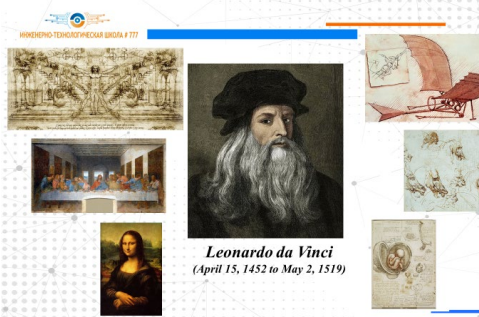 ИНЖЕНЕРНО-ТЕХНОЛОГИЧЕСКАЯ ШКОЛА # 777
Leonardo da Vinci
(April 15, 1452 to May 2, 1519)